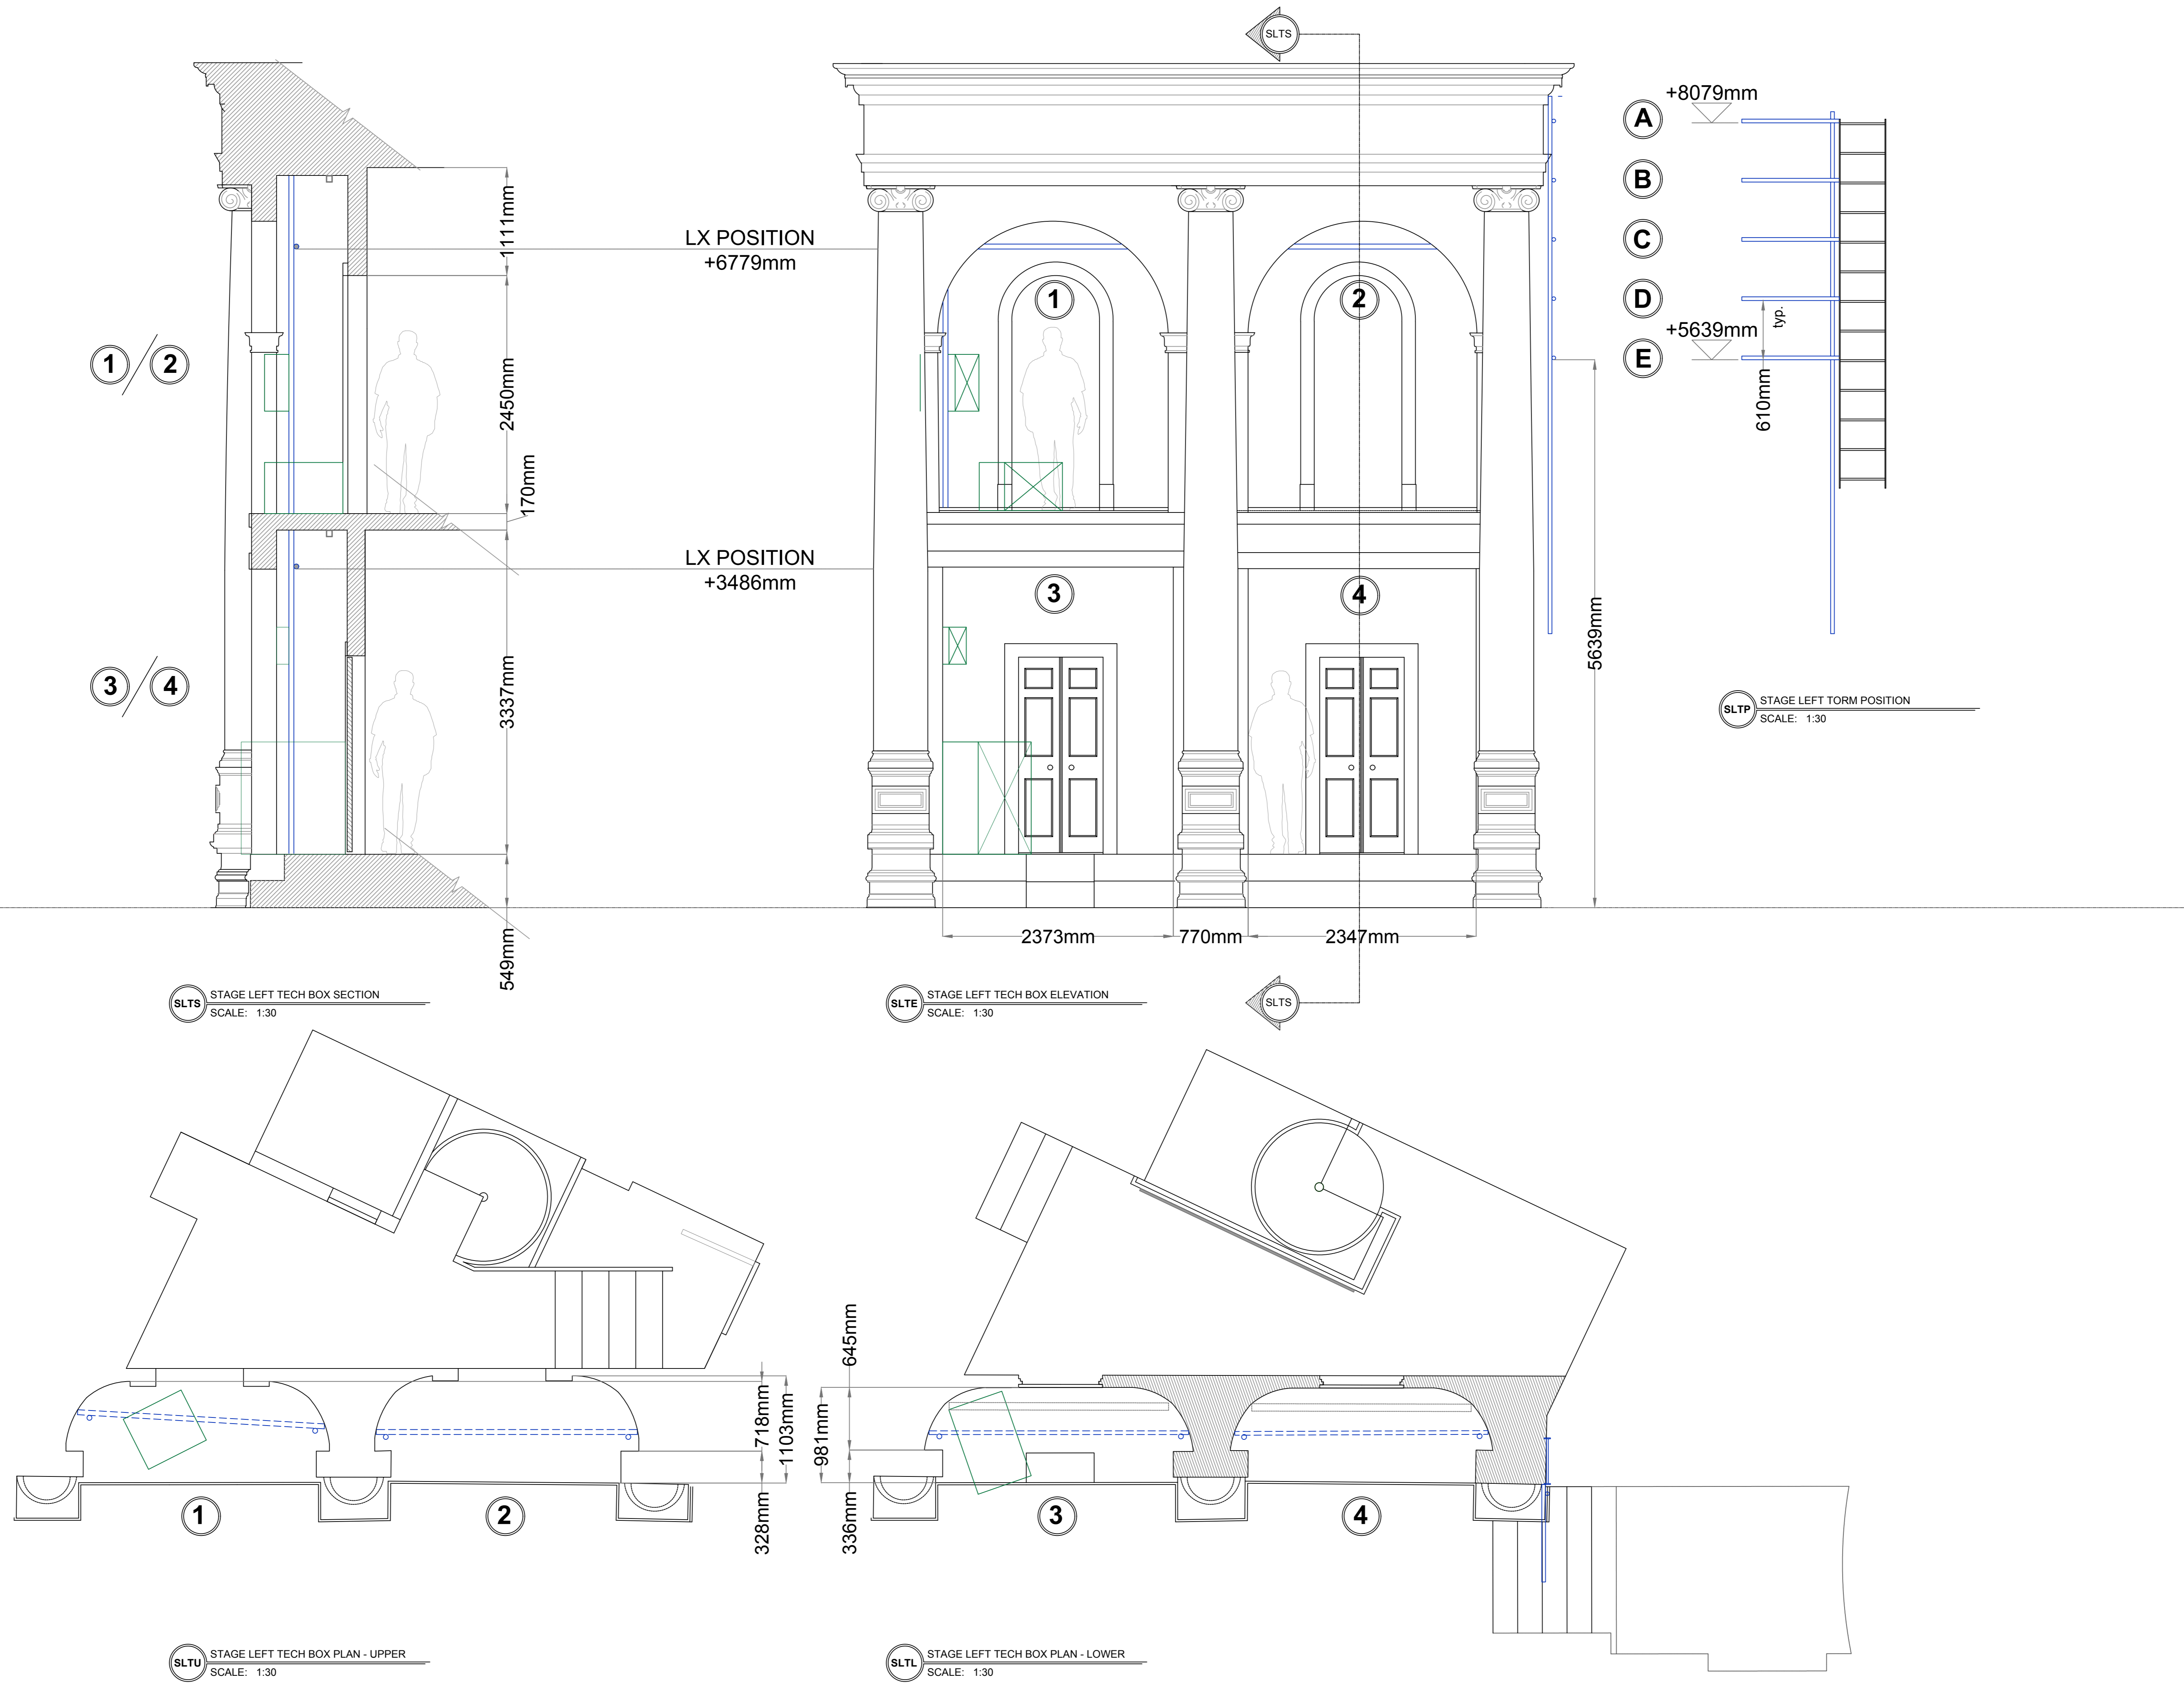 SLTS
+8079mm
A
B
C
D
+5639mm
E
typ.
610mm
1111mm
LX POSITION
+6779mm
1
2
1 / 2
2450mm
170mm
LX POSITION
+3486mm
3
4
3 / 4
3337mm
5639mm
SLTP STAGE LEFT TORM POSITION
SCALE: 1:30
549mm
2373mm
770mm
2347mm
SLTS STAGE LEFT TECH BOX SECTION
SCALE: 1:30
SLTE STAGE LEFT TECH BOX ELEVATION
SCALE: 1:30
SLTS
718mm
1103mm
328mm
1
2
645mm
981mm
336mm
3
4
SLTU STAGE LEFT TECH BOX PLAN - UPPER
SCALE: 1:30
SLTL STAGE LEFT TECH BOX PLAN - LOWER
SCALE: 1:30